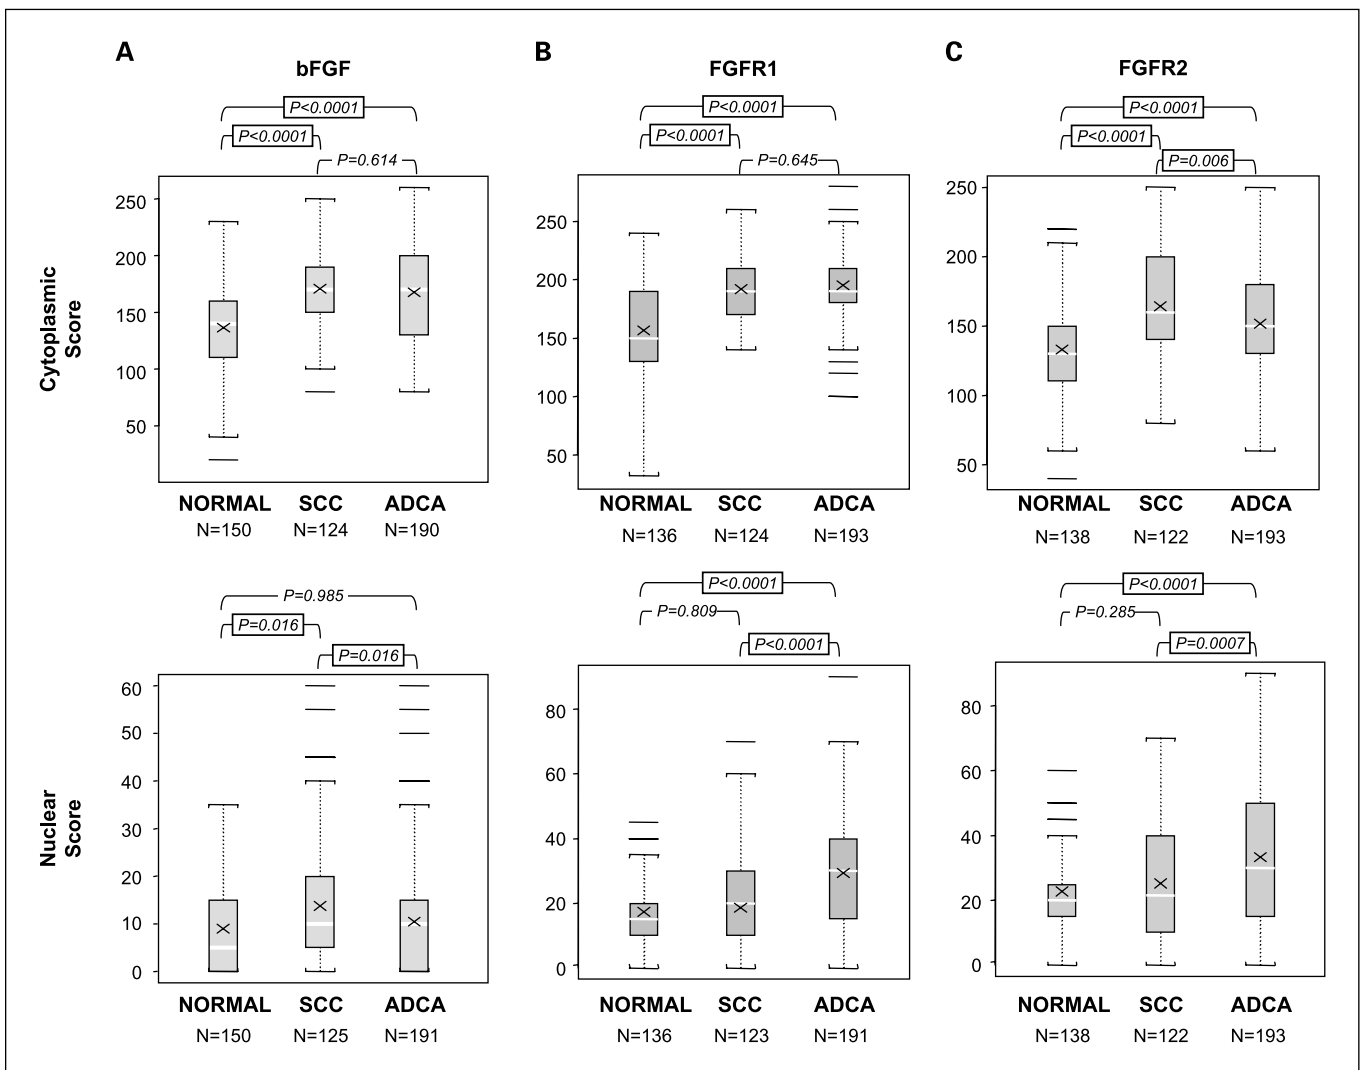 A
bFGF
P<0.0001
P<0.0001
P=0.614
Cytoplasmic
Score
250
200
150
100
50
NORMAL SCC ADCA
N=150 N=124 N=190
B
FGFR1
P<0.0001
P<0.0001
P=0.645
250
200
150
100
50
NORMAL SCC ADCA
N=136 N=124 N=193
C
FGFR2
P<0.0001
P<0.0001
P=0.006
250
200
150
100
50
NORMAL SCC ADCA
N=138 N=122 N=193
P=0.985
P=0.016
P=0.016
Nuclear
Score
60
50
40
30
20
10
0
NORMAL SCC ADCA
N=150 N=125 N=191
P<0.0001
P=0.809
P<0.0001
80
60
40
20
0
NORMAL SCC ADCA
N=136 N=123 N=191
P<0.0001
P=0.285
P=0.0007
80
60
40
20
0
NORMAL SCC ADCA
N=138 N=122 N=193